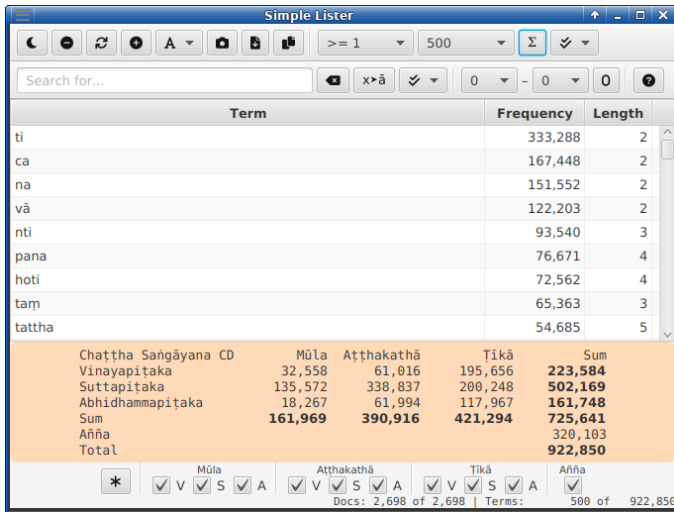 Simple Lister
A >= 1 500 Σ
Search for... x➤ă 0 - 0 0
Term Frequency Length
ti 333,288 2
ca 167,448 2
na 151,552 2
vā 122,203 2
nti 93,540 3
pana 76,671 4
hoti 72,562 4
taṃ 65,363 3
tattha 54,685 5
Chaṭṭha Saṅgāyana CD Mūla Aṭṭhakathā Ṭīkā Sum
Vinayapiṭaka 32,558 61,016 195,656 223,584
Suttapiṭaka 135,572 338,837 200,248 502,169
Abhidhammapiṭaka 18,267 61,994 117,967 161,748
Sum 161,969 390,916 421,294 725,641
Añña 320,103
Total 922,850
Mūla Aṭṭhakathā Ṭīkā Añña
* V S A V S A V S A
Docs: 2,698 of 2,698 | Terms: 500 of 922,850